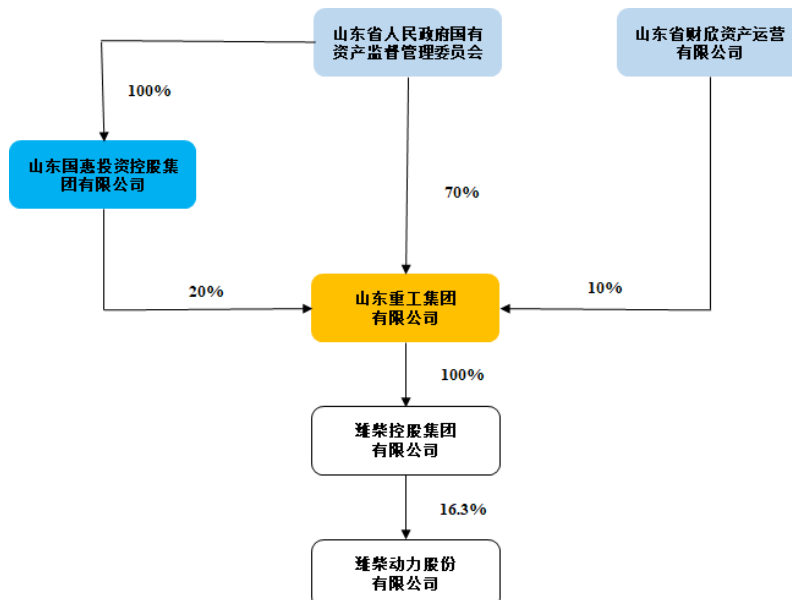 山东省人民政府国有
资产监督管理委员会
山东省财欣资产运营
有限公司
100%
山东国惠投资控股集
团有限公司
70%
20%
10%
山东重工集团
有限公司
100%
潍柴控股集团
有限公司
16.3%
潍柴动力股份
有限公司